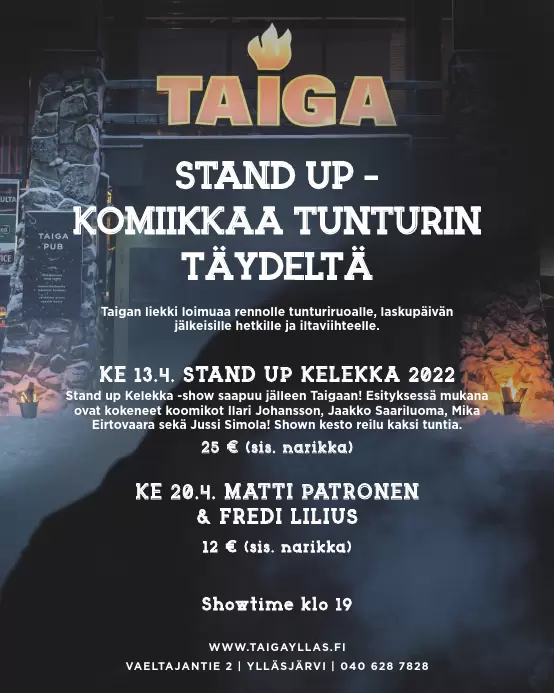 TAIGA
STAND UP -
KOMIIKKAA TUNTURIN
TÄYDELTÄ
TAIGA
PUB
Taigan liekki loimuaa rennolle tunturiruoalle, laskupäivän
jälkeisille hetkille ja iltaviihteelle.
KE 13.4. STAND UP KELEKKA 2022
Stand up Kelekka -show saapuu jälleen Taigaan! Esityksessä mukana
ovat kokeneet koomikot Ilari Johansson, Jaakko Saariluoma, Mika
Eirtovaara sekä Jussi Simola! Shown kesto reilu kaksi tuntia.
25 € (sis. narikka)
KE 20.4. MATTI PATRONEN
& FREDI LILIUS
12 € (sis. narikka)
Showtime klo 19
WWW.TAIGAYLLAS.FI
VAELTAJANTIE 2 | YLLÄSJÄRVI | 040 628 7828